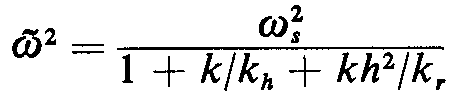 ω̃² = ω_s² / (1 + k/k_h + kh²/k_r)